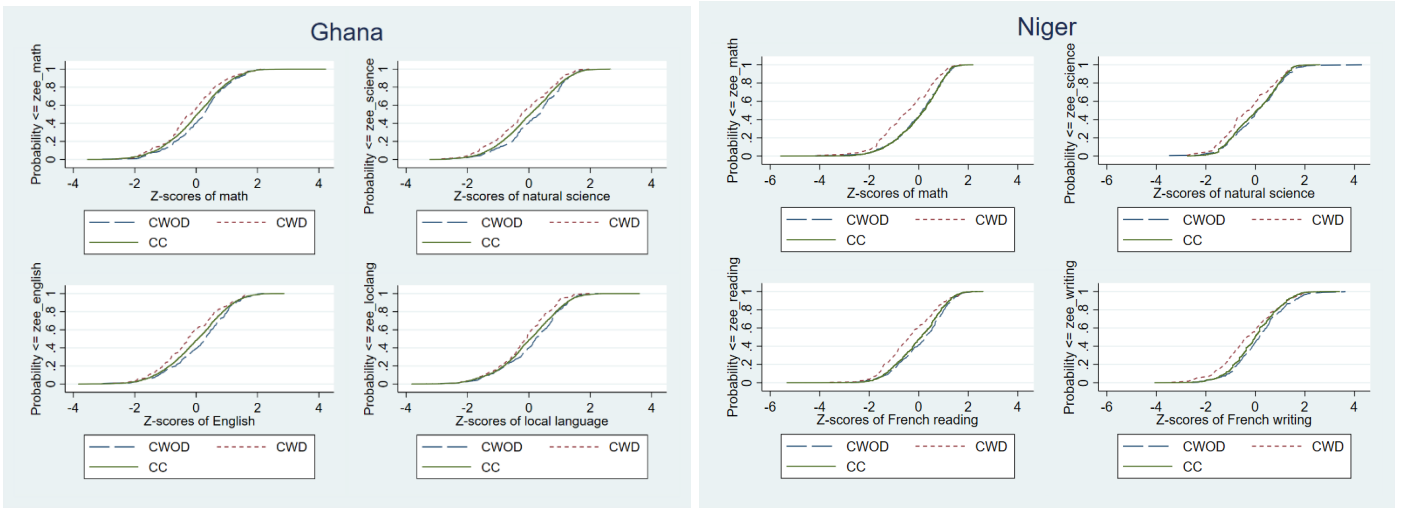 Ghana
Probability <= zee_math
0 .2 .4 .6 .8 1
-4 -2 0 2 4
Z-scores of math
CWOD CWD
CC
Probability <= zee_science
0 .2 .4 .6 .8 1
-4 -2 0 2 4
Z-scores of natural science
CWOD CWD
CC
Probability <= zee_english
0 .2 .4 .6 .8 1
-4 -2 0 2 4
Z-scores of English
CWOD CWD
CC
Probability <= zee_loclang
0 .2 .4 .6 .8 1
-4 -2 0 2 4
Z-scores of local language
CWOD CWD
CC
Niger
Probability <= zee_math
0 .2 .4 .6 .8 1
-6 -4 -2 0 2 4
Z-scores of math
CWOD CWD
CC
Probability <= zee_science
0 .2 .4 .6 .8 1
-6 -4 -2 0 2 4
Z-scores of natural science
CWOD CWD
CC
Probability <= zee_reading
0 .2 .4 .6 .8 1
-6 -4 -2 0 2 4
Z-scores of French reading
CWOD CWD
CC
Probability <= zee_writing
0 .2 .4 .6 .8 1
-6 -4 -2 0 2 4
Z-scores of French writing
CWOD CWD
CC